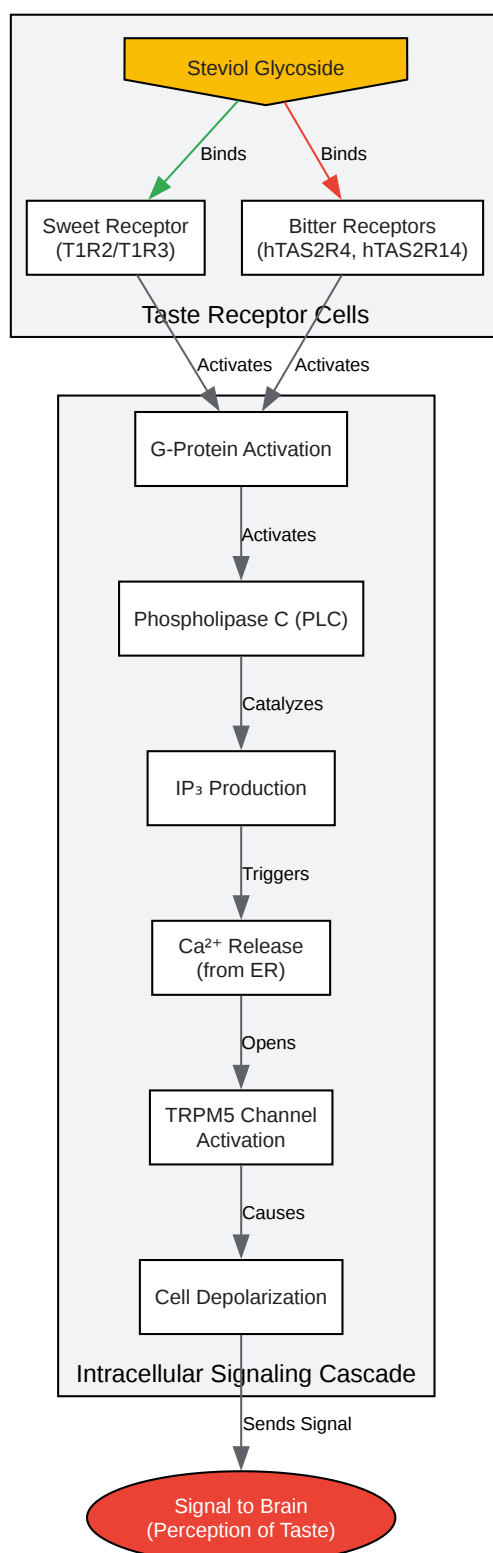 Steviol Glycoside
Binds
Binds
Sweet Receptor
(T1R2/T1R3)
Bitter Receptors
(hTAS2R4, hTAS2R14)
Taste Receptor Cells
Activates
Activates
G-Protein Activation
Activates
Phospholipase C (PLC)
Catalyzes
IP₃ Production
Triggers
Ca²⁺ Release
(from ER)
Opens
TRPM5 Channel
Activation
Causes
Cell Depolarization
Intracellular Signaling Cascade
Sends Signal
Signal to Brain
(Perception of Taste)